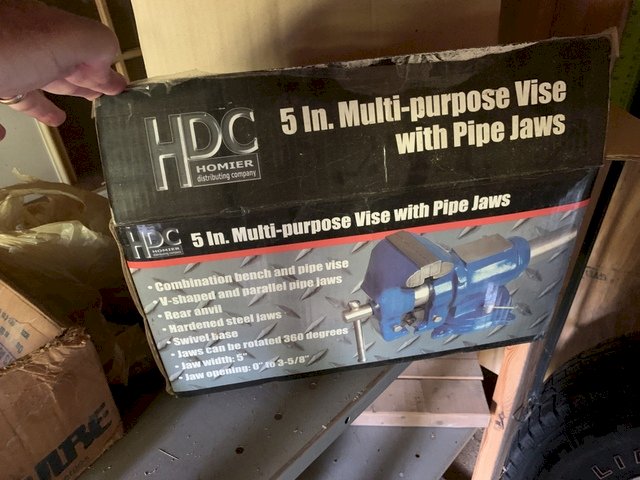 HDC
HOMIER
distributing company
5 In. Multi-purpose Vise
with Pipe Jaws
HDC
HOMIER
5 In. Multi-purpose Vise with Pipe Jaws
• Combination bench and pipe vise
• V-shaped and parallel pipe jaws
• Rear anvil
• Hardened steel jaws
• Swivel base
• Jaws can be rotated 360 degrees
• Jaw width: 5"
• Jaw opening: 0" to 3-5/8"